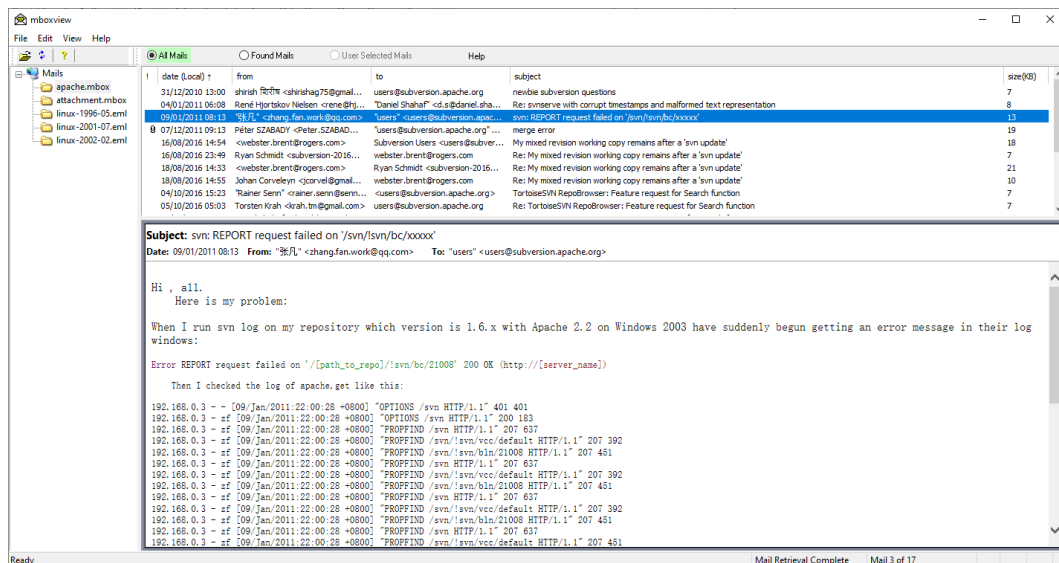 mboxview
File Edit View Help
All Mails Found Mails User Selected Mails Help
Mails
apache.mbox
attachment.mbox
linux-1996-05.eml
linux-2001-07.eml
linux-2002-02.eml
! date (Local) ↑ from to subject size(KB)
31/12/2010 13:00 shirish शिरीष <shirishag75@gmail... users@subversion.apache.org newbie subversion questions 7
04/01/2011 06:08 René Hjortskov Nielsen <rene@hj... "Daniel Shahaf" <d.s@daniel.sha... Re: svnserve with corrupt timestamps and malformed text representation 8
09/01/2011 08:13 "张凡" <zhang.fan.work@qq.com> "users" <users@subversion.apac... svn: REPORT request failed on '/svn/!svn/bc/xxxxx' 13
07/12/2011 09:13 Péter SZABADY <Peter.SZABAD... "users@subversion.apache.org" ... merge error 19
16/08/2016 14:54 <webster.brent@rogers.com> Subversion Users <users@subver... My mixed revision working copy remains after a 'svn update' 18
16/08/2016 23:49 Ryan Schmidt <subversion-2016... webster.brent@rogers.com Re: My mixed revision working copy remains after a 'svn update' 7
18/08/2016 14:33 <webster.brent@rogers.com> Ryan Schmidt <subversion-2016... Re: My mixed revision working copy remains after a 'svn update' 21
18/08/2016 14:55 Johan Corveleyn <jcorvel@gmail... webster.brent@rogers.com Re: My mixed revision working copy remains after a 'svn update' 10
04/10/2016 15:23 "Rainer Senn" <rainer.senn@senn... <users@subversion.apache.org> TortoiseSVN RepoBrowser: Feature request for Search function 7
05/10/2016 05:03 Torsten Krah <krah.tm@gmail.com> users@subversion.apache.org Re: TortoiseSVN RepoBrowser: Feature request for Search function 7
Subject: svn: REPORT request failed on '/svn/!svn/bc/xxxxx'
Date: 09/01/2011 08:13 From: "张凡" <zhang.fan.work@qq.com> To: "users" <users@subversion.apache.org>
Hi , all.
Here is my problem:
When I run svn log on my repository which version is 1.6.x with Apache 2.2 on Windows 2003 have suddenly begun getting an error message in their log
windows:
Error REPORT request failed on '/[path_to_repo]/!svn/bc/21008' 200 OK (http://[server_name])
Then I checked the log of apache,get like this:
192.168.0.3 - - [09/Jan/2011:22:00:28 +0800] "OPTIONS /svn HTTP/1.1" 401 401
192.168.0.3 - zf [09/Jan/2011:22:00:28 +0800] "OPTIONS /svn HTTP/1.1" 200 183
192.168.0.3 - zf [09/Jan/2011:22:00:28 +0800] "PROPFIND /svn HTTP/1.1" 207 637
192.168.0.3 - zf [09/Jan/2011:22:00:28 +0800] "PROPFIND /svn/!svn/vcc/default HTTP/1.1" 207 392
192.168.0.3 - zf [09/Jan/2011:22:00:28 +0800] "PROPFIND /svn/!svn/bln/21008 HTTP/1.1" 207 451
192.168.0.3 - zf [09/Jan/2011:22:00:28 +0800] "PROPFIND /svn HTTP/1.1" 207 637
192.168.0.3 - zf [09/Jan/2011:22:00:28 +0800] "PROPFIND /svn/!svn/vcc/default HTTP/1.1" 207 392
192.168.0.3 - zf [09/Jan/2011:22:00:28 +0800] "PROPFIND /svn/!svn/bln/21008 HTTP/1.1" 207 451
192.168.0.3 - zf [09/Jan/2011:22:00:28 +0800] "PROPFIND /svn HTTP/1.1" 207 637
192.168.0.3 - zf [09/Jan/2011:22:00:28 +0800] "PROPFIND /svn/!svn/vcc/default HTTP/1.1" 207 392
192.168.0.3 - zf [09/Jan/2011:22:00:28 +0800] "PROPFIND /svn/!svn/bln/21008 HTTP/1.1" 207 451
192.168.0.3 - zf [09/Jan/2011:22:00:28 +0800] "PROPFIND /svn HTTP/1.1" 207 637
192.168.0.3 - zf [09/Jan/2011:22:00:28 +0800] "PROPFIND /svn/!svn/vcc/default HTTP/1.1" 207 451
Ready Mail Retrieval Complete Mail 3 of 17